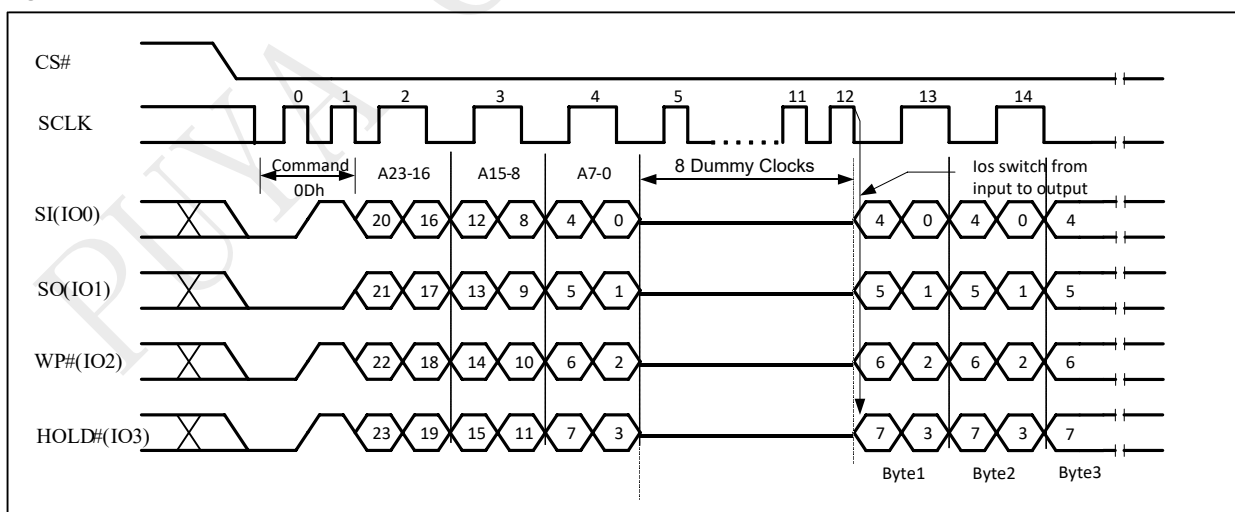 PUYA
CS#
0 1 2 3 4 5 11 12 13 14
SCLK
Command
0Dh
A23-16 A15-8 A7-0 8 Dummy Clocks Ios switch from
input to output
SI(IO0) 20 16 12 8 4 0 4 0 4 0 4
SO(IO1) 21 17 13 9 5 1 5 1 5 1 5
WP#(IO2) 22 18 14 10 6 2 6 2 6 2 6
HOLD#(IO3) 23 19 15 11 7 3 7 3 7 3 7
Byte1 Byte2 Byte3